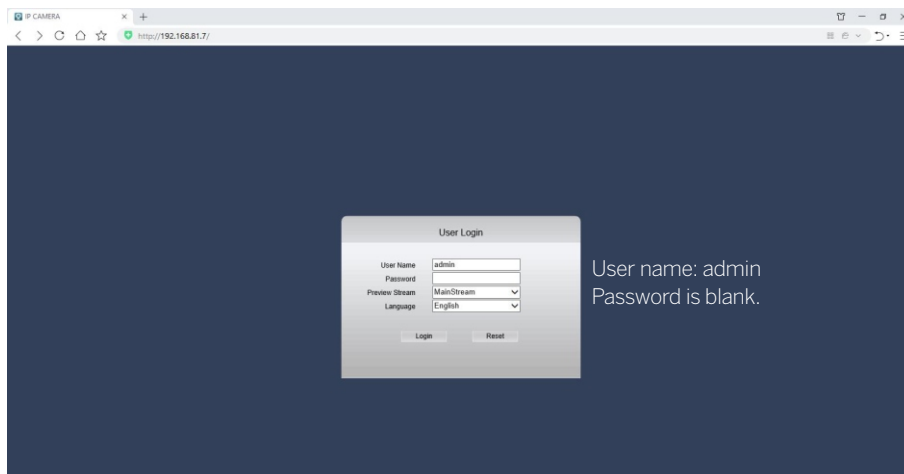 IP CAMERA
http://192.168.81.7/
User Login
User Name admin
Password
Preview Stream MainStream
Language English
Login Reset
User name: admin
Password is blank.